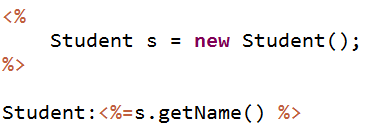 <%
Student s = new Student();
%>
Student:<%=s.getName() %>